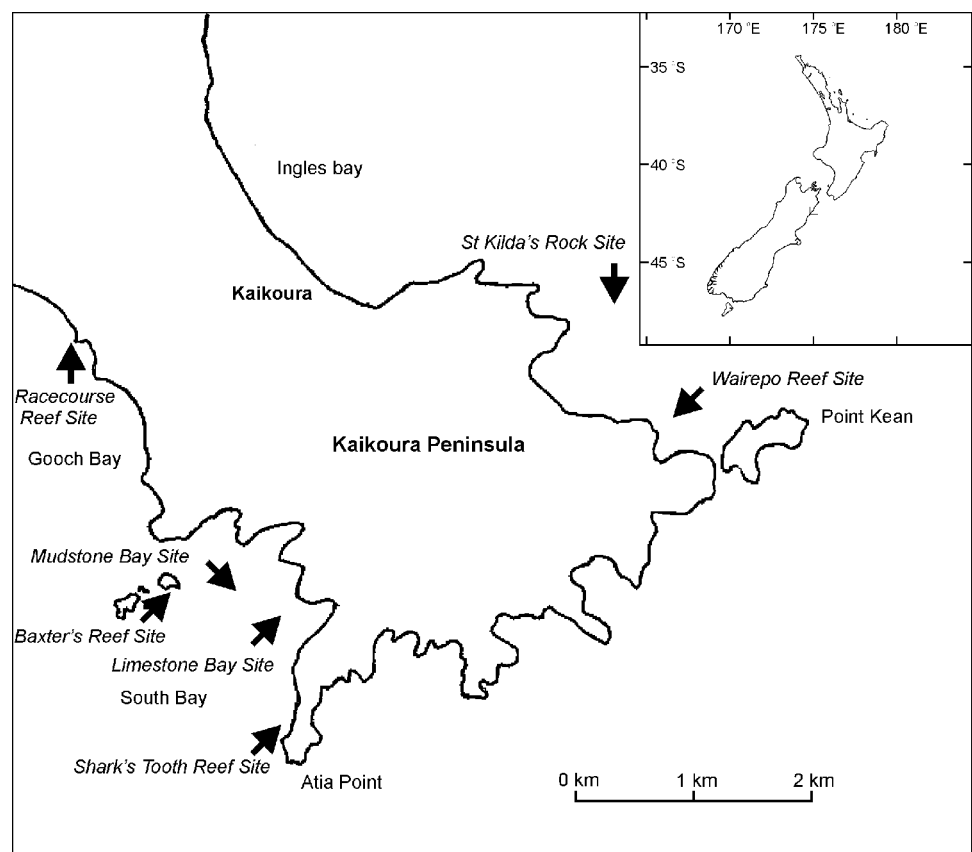 170 °E 175 °E 180 °E
35 °S
40 °S
45 °S
Ingles bay
St Kilda's Rock Site
Kaikoura
Wairepo Reef Site
Racecourse
Reef Site
Point Kean
Gooch Bay
Kaikoura Peninsula
Mudstone Bay Site
Baxter's Reef Site
Limestone Bay Site
South Bay
Shark's Tooth Reef Site
Atia Point
0 km 1 km 2 km